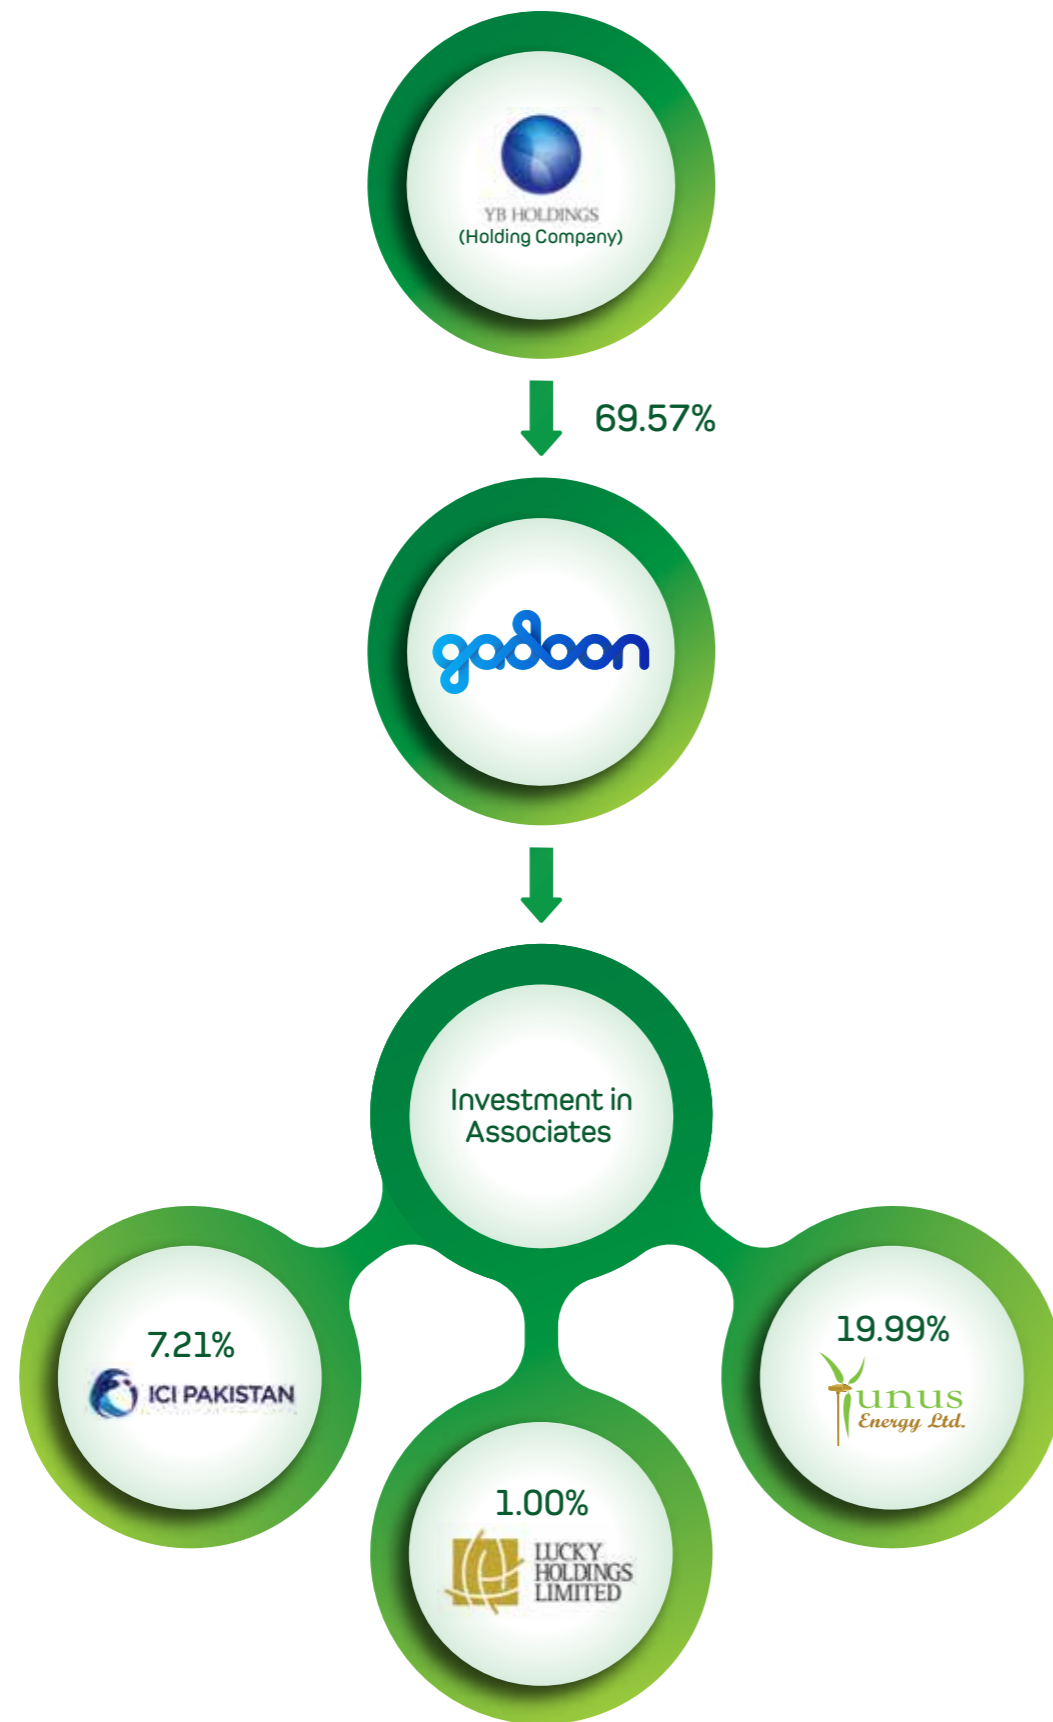 YB HOLDINGS
(Holding Company)
69.57%
gadoon
Investment in
Associates
7.21%
ICI PAKISTAN
19.99%
Yunus
Energy Ltd.
1.00%
LUCKY
HOLDINGS
LIMITED